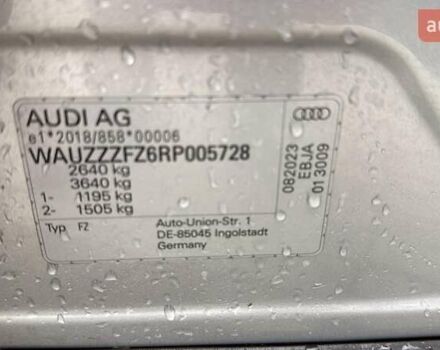 AUDI AG
e1*2018/858*00006
WAUZZZFZ6RP005728
2640 kg
3640 kg
1- 1195 kg
2- 1505 kg
Typ FZ
Auto-Union-Str. 1
DE-85045 Ingolstadt
Germany
082023
EBJA
013009